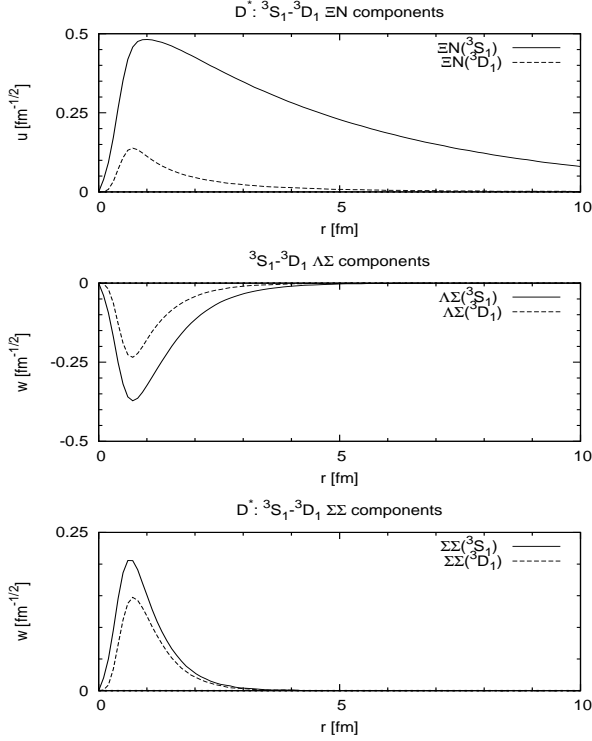 D*: ³S₁-³D₁ ΞN components
0.5
0.25
0
u [fm⁻¹/²]
ΞN(³S₁)
ΞN(³D₁)
0
5
10
r [fm]
³S₁-³D₁ ΛΣ components
0
-0.25
-0.5
w [fm⁻¹/²]
ΛΣ(³S₁)
ΛΣ(³D₁)
0
5
10
r [fm]
D*: ³S₁-³D₁ ΣΣ components
0.25
0
w [fm⁻¹/²]
ΣΣ(³S₁)
ΣΣ(³D₁)
0
5
10
r [fm]